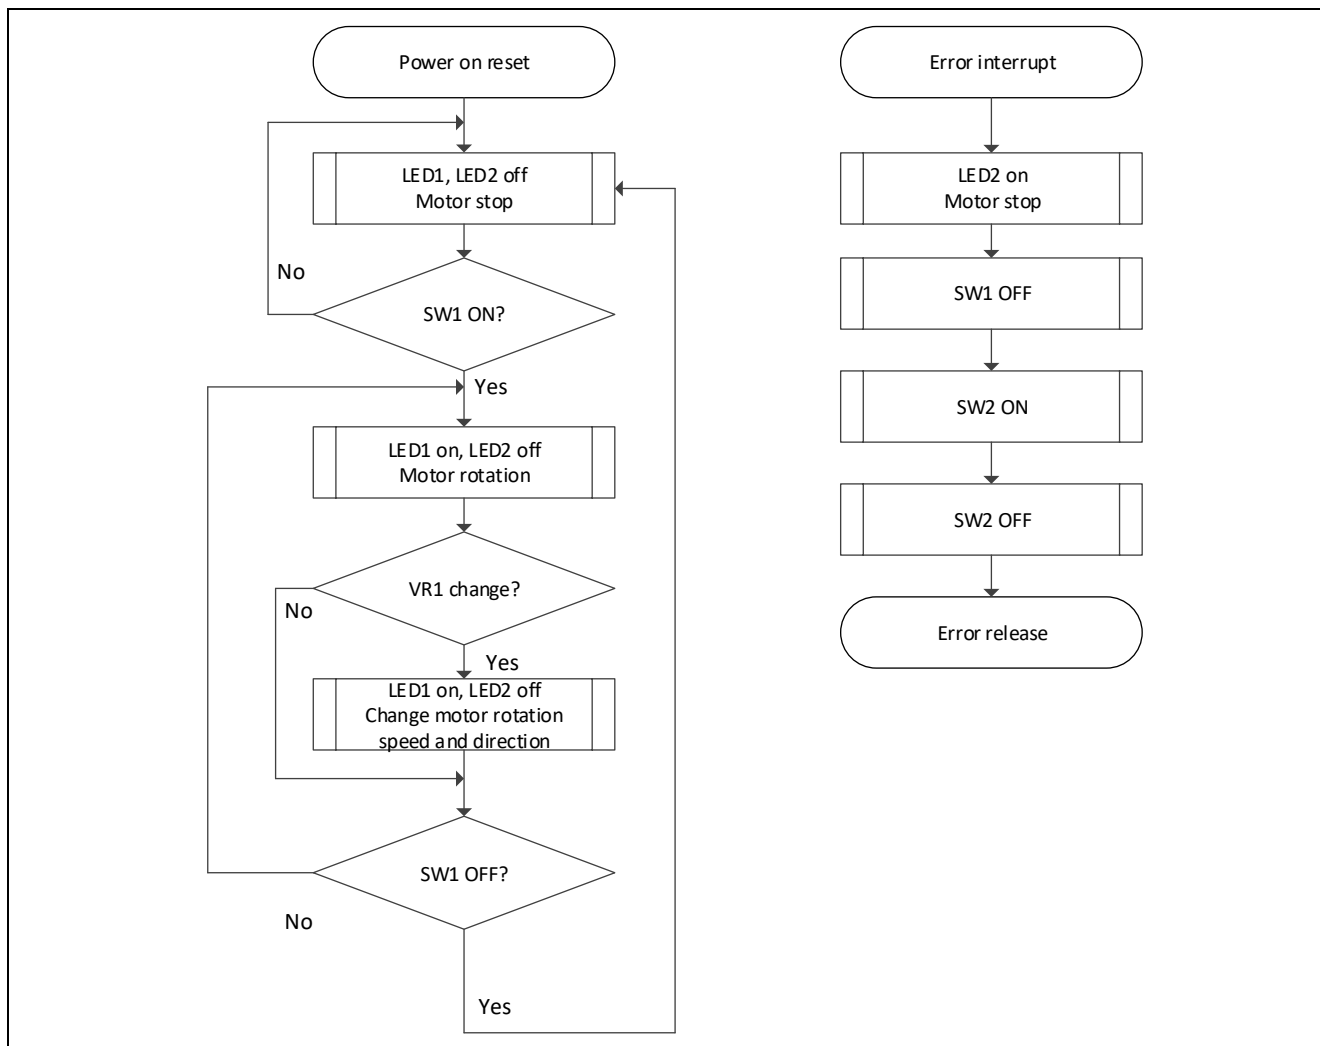 Power on reset
LED1, LED2 off
Motor stop
No
SW1 ON?
Yes
LED1 on, LED2 off
Motor rotation
VR1 change?
No
Yes
LED1 on, LED2 off
Change motor rotation
speed and direction
SW1 OFF?
No
Yes
Error interrupt
LED2 on
Motor stop
SW1 OFF
SW2 ON
SW2 OFF
Error release